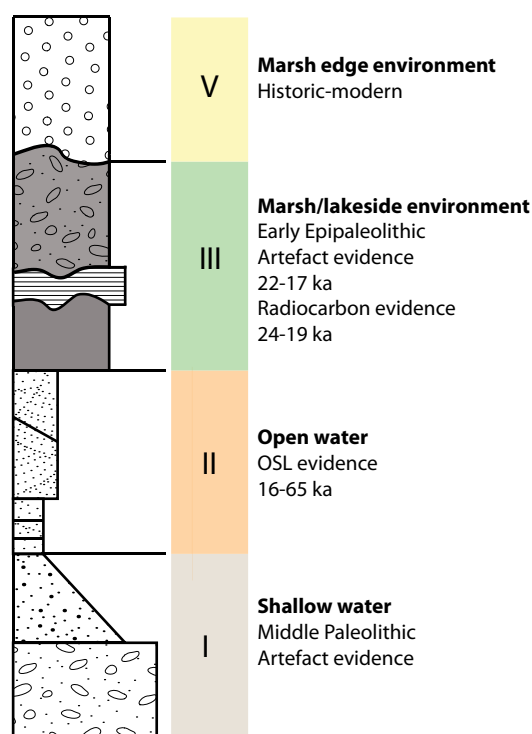 V
Marsh edge environment
Historic-modern
III
Marsh/lakeside environment
Early Epipaleolithic
Artefact evidence
22-17 ka
Radiocarbon evidence
24-19 ka
II
Open water
OSL evidence
16-65 ka
I
Shallow water
Middle Paleolithic
Artefact evidence